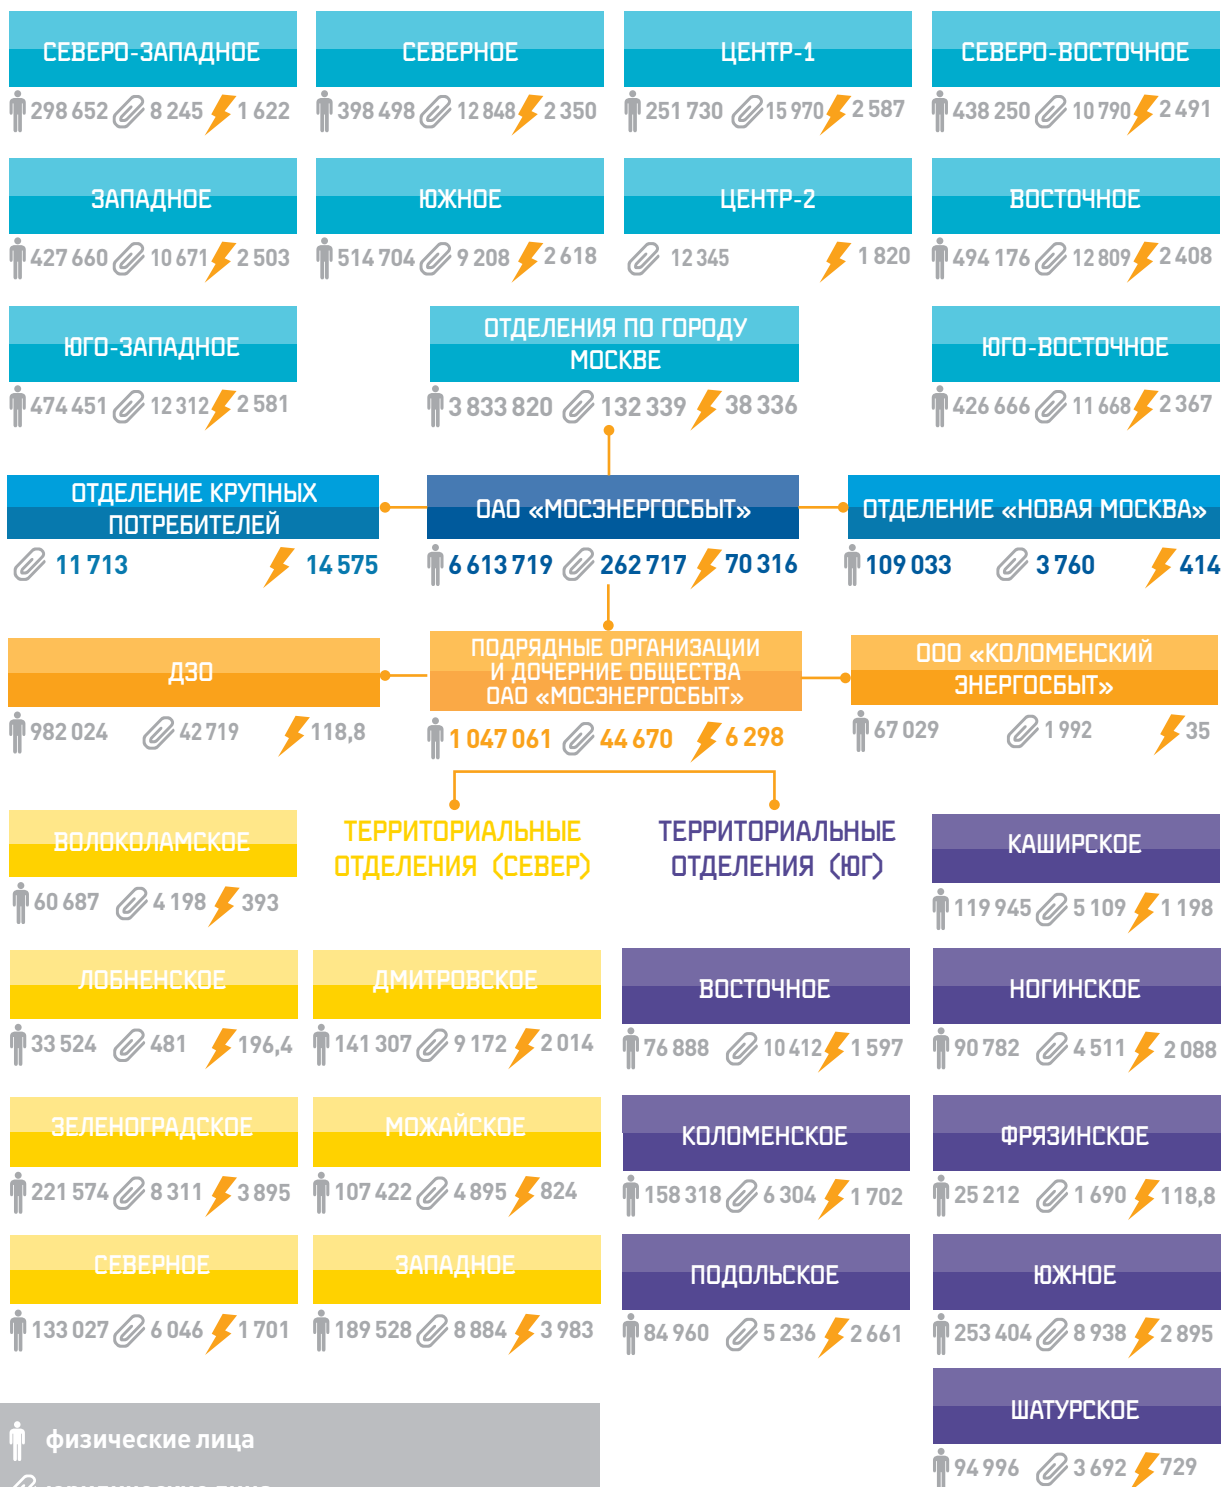 СЕВЕРО-ЗАПАДНОЕ
298 652 8 245 1 622
СЕВЕРНОЕ
398 498 12 848 2 350
ЦЕНТР-1
251 730 15 970 2 587
СЕВЕРО-ВОСТОЧНОЕ
438 250 10 790 2 491
ЗАПАДНОЕ
427 660 10 671 2 503
ЮЖНОЕ
514 704 9 208 2 618
ЦЕНТР-2
12 345 1 820
ВОСТОЧНОЕ
494 176 12 809 2 408
ЮГО-ЗАПАДНОЕ
474 451 12 312 2 581
ОТДЕЛЕНИЯ ПО ГОРОДУ
МОСКВЕ
3 833 820 132 339 38 336
ЮГО-ВОСТОЧНОЕ
426 666 11 668 2 367
ОТДЕЛЕНИЕ КРУПНЫХ
ПОТРЕБИТЕЛЕЙ
11 713 14 575
ОАО «МОСЭНЕРГОСБЫТ»
6 613 719 262 717 70 316
ОТДЕЛЕНИЕ «НОВАЯ МОСКВА»
109 033 3 760 414
ДЗО
982 024 42 719 118,8
ПОДРЯДНЫЕ ОРГАНИЗАЦИИ
И ДОЧЕРНИЕ ОБЩЕСТВА
ОАО «МОСЭНЕРГОСБЫТ»
1 047 061 44 670 6 298
ООО «КОЛОМЕНСКИЙ
ЭНЕРГОСБЫТ»
67 029 1 992 35
ВОЛОКОЛАМСКОЕ
60 687 4 198 393
ТЕРРИТОРИАЛЬНЫЕ
ОТДЕЛЕНИЯ (СЕВЕР)
ТЕРРИТОРИАЛЬНЫЕ
ОТДЕЛЕНИЯ (ЮГ)
КАШИРСКОЕ
119 945 5 109 1 198
ЛОБНЕНСКОЕ
33 524 481 196,4
ДМИТРОВСКОЕ
141 307 9 172 2 014
ВОСТОЧНОЕ
76 888 10 412 1 597
НОГИНСКОЕ
90 782 4 511 2 088
ЗЕЛЕНОГРАДСКОЕ
221 574 8 311 3 895
МОЖАЙСКОЕ
107 422 4 895 824
КОЛОМЕНСКОЕ
158 318 6 304 1 702
ФРЯЗИНСКОЕ
25 212 1 690 118,8
СЕВЕРНОЕ
133 027 6 046 1 701
ЗАПАДНОЕ
189 528 8 884 3 983
ПОДОЛЬСКОЕ
84 960 5 236 2 661
ЮЖНОЕ
253 404 8 938 2 895
ШАТУРСКОЕ
94 996 3 692 729
физические лица